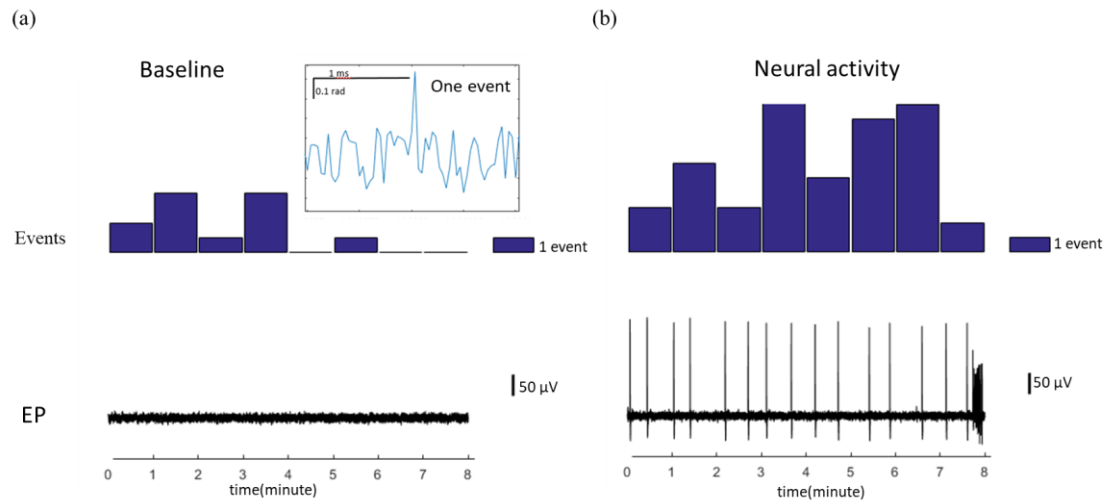 (a)
(b)
Baseline
1 ms
0.1 rad
One event
Neural activity
Events
1 event
1 event
50 µV
50 µV
EP
0 1 2 3 4 5 6 7 8
time(minute)
0 1 2 3 4 5 6 7 8
time(minute)